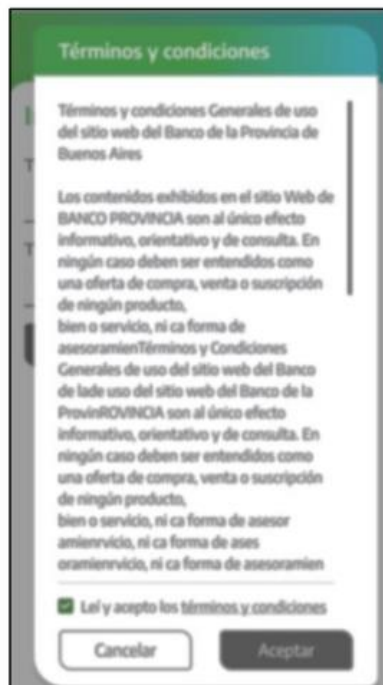 Términos y condiciones
Términos y condiciones Generales de uso
del sitio web del Banco de la Provincia de
Buenos Aires
Los contenidos exhibidos en el sitio Web de
BANCO PROVINCIA son al único efecto
informativo, orientativo y de consulta. En
ningún caso deben ser entendidos como
una oferta de compra, venta o suscripción
de ningún producto,
bien o servicio, ni ca forma de
asesoramienTérminos y Condiciones
Generales de uso del sitio web del Banco
de lade uso del sitio web del Banco de la
ProvinROVINCIA son al único efecto
informativo, orientativo y de consulta. En
ningún caso deben ser entendidos como
una oferta de compra, venta o suscripción
de ningún producto,
bien o servicio, ni ca forma de asesor
amienrvicio, ni ca forma de ases
oramienrvicio, ni ca forma de asesoramien
Leí y acepto los términos y condiciones
Cancelar
Aceptar